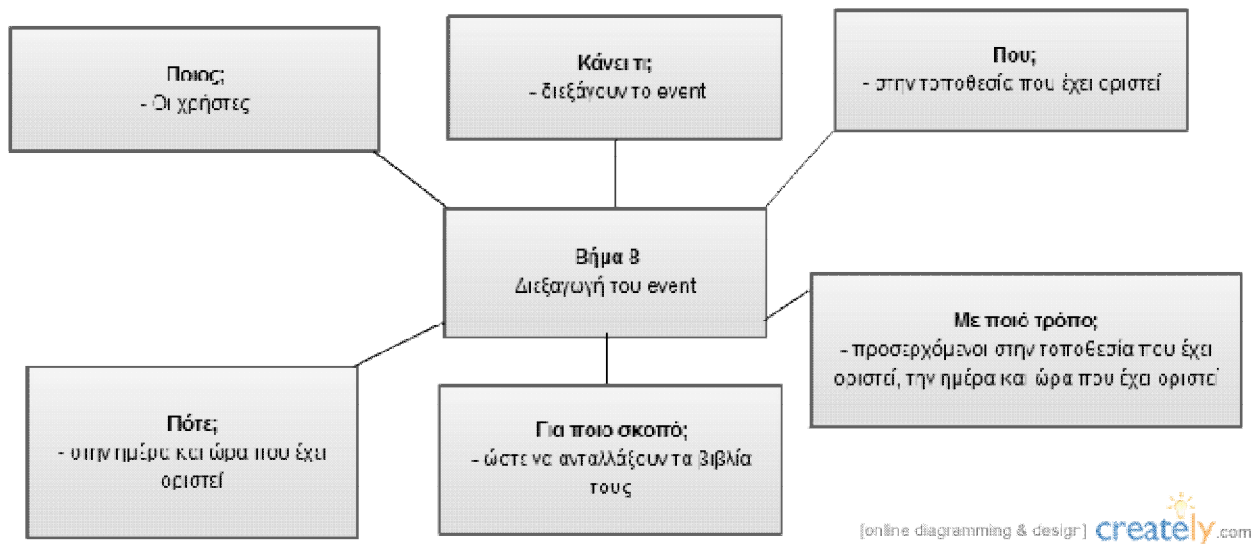 Ποιος;
- Οι χρήστες
Κάνει τι;
- διεξάγουν το event
Που;
- στην τοποθεσία που έχει οριστεί
Βήμα 8
Διεξαγωγή του event
Με ποιό τρόπο;
- προσερχόμενοι στην τοποθεσία που έχει
οριστεί, την ημέρα και ώρα που έχει οριστεί
Πότε;
- στην ημέρα και ώρα που έχει
οριστεί
Για ποιο σκοπό;
- ώστε να ανταλλάξουν τα βιβλία
τους
[online diagramming & design] creately.com